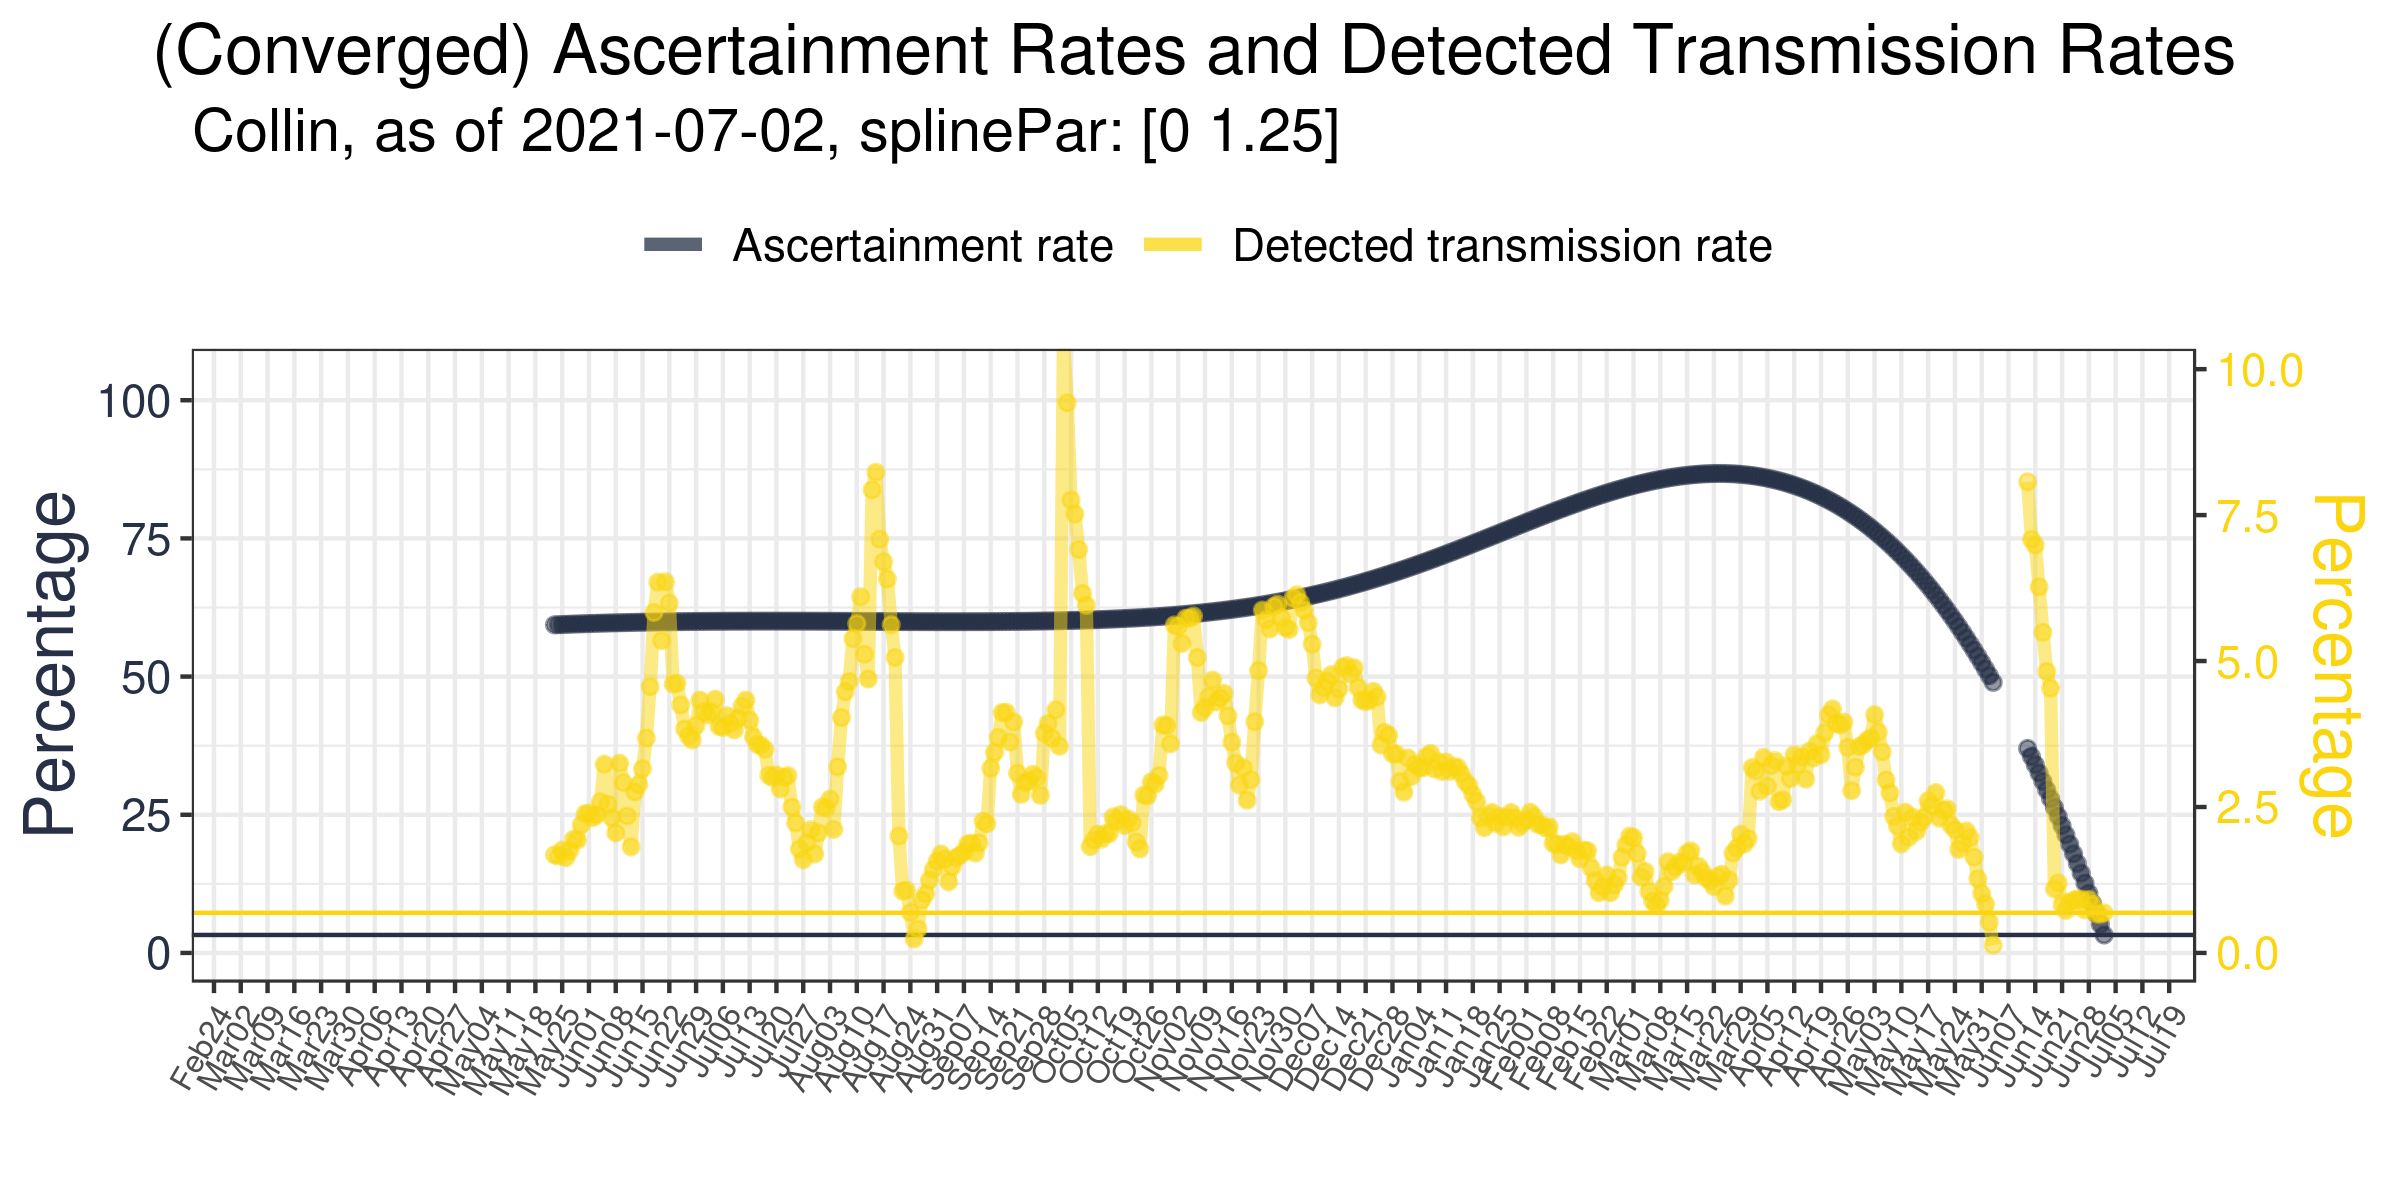 (Converged) Ascertainment Rates and Detected Transmission Rates
Collin, as of 2021-07-02, splinePar: [0 1.25]
Ascertainment rate
Detected transmission rate
Percentage
100
75
50
25
0
10.0
7.5
5.0
2.5
0.0
Percentage
Feb24
Mar02
Mar09
Mar16
Mar23
Mar30
Apr06
Apr13
Apr20
Apr27
May04
May11
May18
May25
Jun01
Jun08
Jun15
Jun22
Jun29
Jul06
Jul13
Jul20
Jul27
Aug03
Aug10
Aug17
Aug24
Aug31
Sep07
Sep14
Sep21
Sep28
Oct05
Oct12
Oct19
Oct26
Nov02
Nov09
Nov16
Nov23
Nov30
Dec07
Dec14
Dec21
Dec28
Jan04
Jan11
Jan18
Jan25
Feb01
Feb08
Feb15
Feb22
Mar01
Mar08
Mar15
Mar22
Mar29
Apr05
Apr12
Apr19
Apr26
May03
May10
May17
May24
May31
Jun07
Jun14
Jun21
Jun28
Jul05
Jul12
Jul19